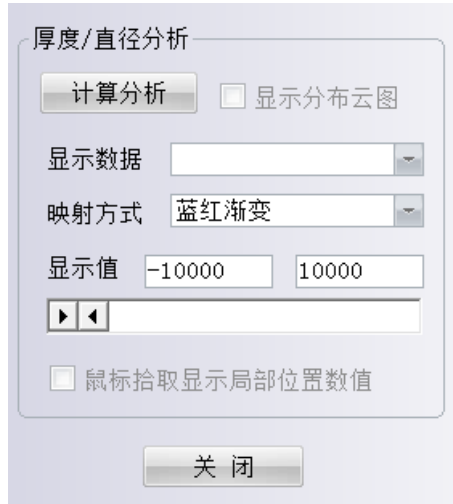 厚度/直径分析
计算分析 显示分布云图
显示数据
映射方式 蓝红渐变
显示值 -10000 10000
鼠标拾取显示局部位置数值
关 闭